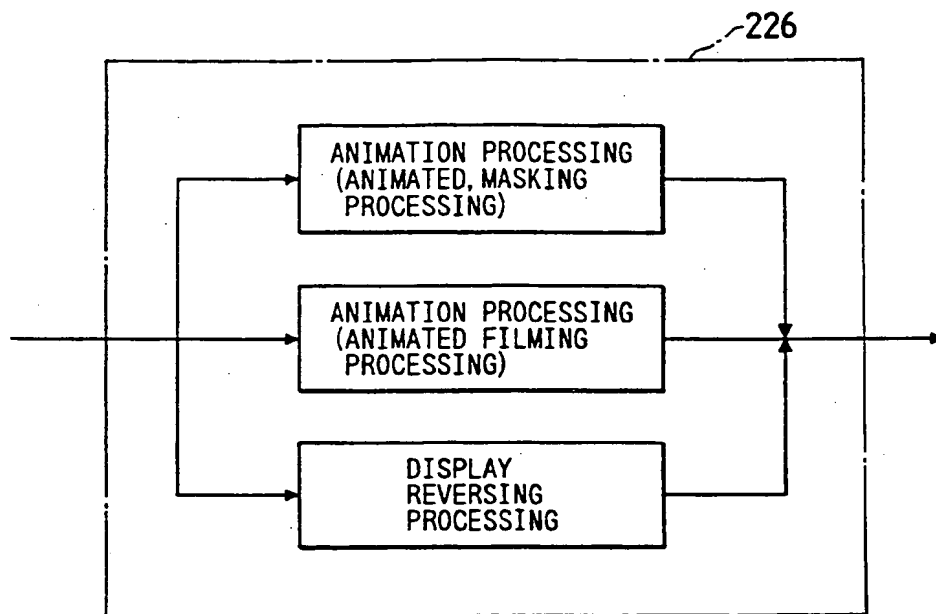 226
ANIMATION PROCESSING
(ANIMATED, MASKING
PROCESSING)
ANIMATION PROCESSING
(ANIMATED FILMING
PROCESSING)
DISPLAY
REVERSING
PROCESSING